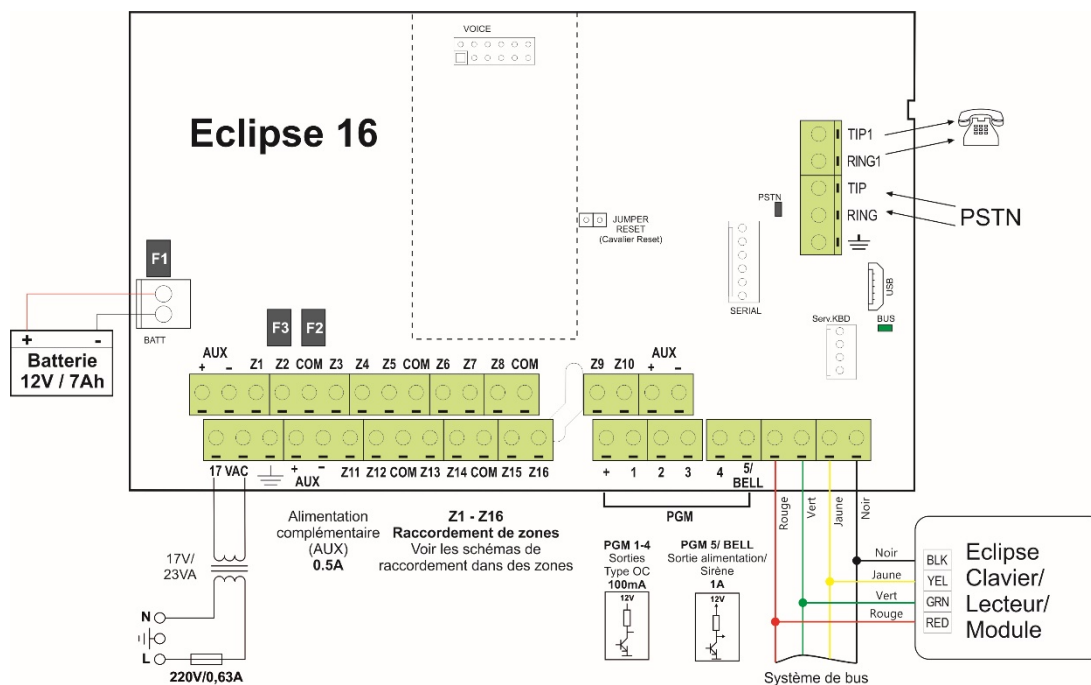 VOICE
Eclipse 16
TIP1
RING1
TIP
RING
PSTN
PSTN
JUMPER
RESET
(Cavalier Reset)
SERIAL
USB
Serv.KBD
BUS
F1
BATT
+ -
Batterie
12V / 7Ah
F3 F2
AUX
+ - Z1 Z2 COM Z3 Z4 Z5 COM Z6 Z7 Z8 COM
Z9 Z10 + -
AUX
17 VAC + - Z11 Z12 COM Z13 Z14 COM Z15 Z16
AUX
+ 1 2 3 4 5/
BELL
PGM
Rouge
Vert
Jaune
Noir
Alimentation
complémentaire
(AUX)
0.5A
Z1 - Z16
Raccordement de zones
Voir les schémas de
raccordement dans des zones
PGM 1-4
Sorties
Type OC
100mA
12V
PGM 5/ BELL
Sortie alimentation/
Sirène
1A
12V
17V/
23VA
N
L
220V/0,63A
Noir
Jaune
Vert
Rouge
BLK
YEL
GRN
RED
Eclipse
Clavier/
Lecteur/
Module
Système de bus